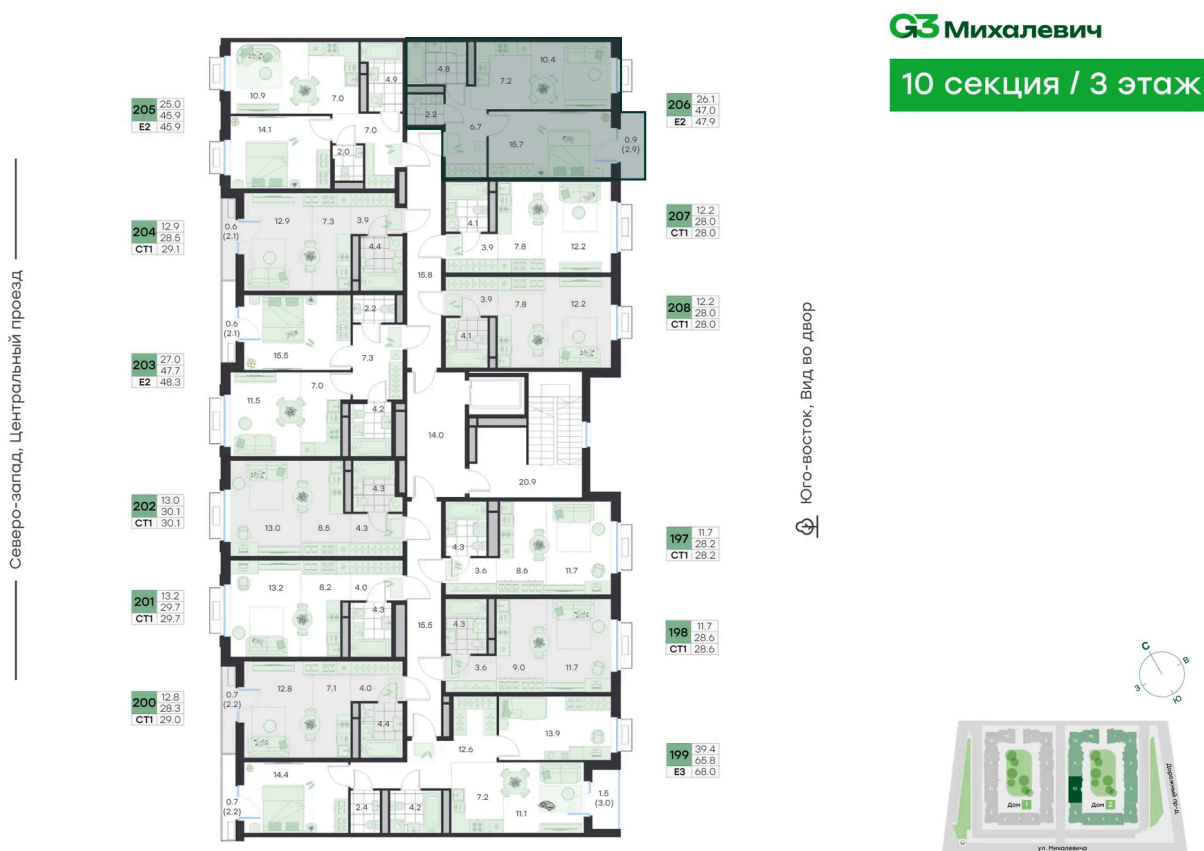 G3 Михалевич
10 секция / 3 этаж
205 25.0
45.9
Е2 45.9
204 12.9
28.5
СТ1 29.1
203 27.0
47.7
Е2 48.3
202 13.0
30.1
СТ1 30.1
201 13.2
29.7
СТ1 29.7
200 12.8
28.3
СТ1 29.0
206 26.1
47.0
Е2 47.9
207 12.2
28.0
СТ1 28.0
208 12.2
28.0
СТ1 28.0
197 11.7
28.2
СТ1 28.2
198 11.7
28.6
СТ1 28.6
199 39.4
65.8
Е3 68.0
10.9 7.0 4.9
14.1 2.0 7.0
4.8 7.2 10.4
2.2 6.7 15.7 0.9
(2.9)
0.6
(2.1)
12.9 7.3 3.9
4.4
4.1 3.9 7.8 12.2
15.8
3.9 7.8 12.2
4.1
0.6
(2.1)
15.5 2.2 7.3
11.5 7.0 4.2
14.0
20.9
13.0 8.5 4.3 4.3
4.3 3.6 8.6 11.7
13.2 8.2 4.0 4.3
15.5
4.3 3.6 9.0 11.7
0.7
(2.2)
12.8 7.1 4.0
4.4
12.6 13.9
0.7
(2.2)
14.4 2.4 4.2
7.2 11.1 1.5
(3.0)
Северо-запад, Центральный проезд
Юго-восток, Вид во двор
С
В
З
Ю
Дом 1
Дом 2
10
Дорожный пр-д
ул. Михалевича